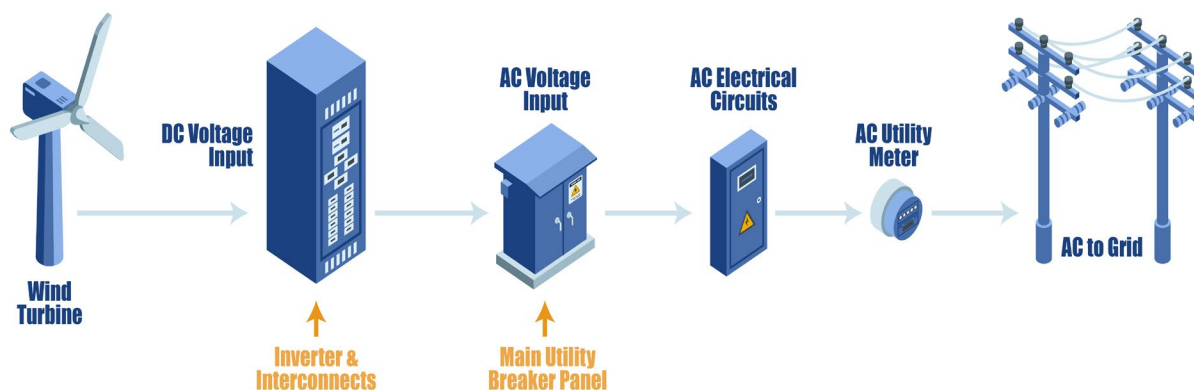 Wind
Turbine
DC Voltage
Input
Inverter &
Interconnects
AC Voltage
Input
Main Utility
Breaker Panel
AC Electrical
Circuits
AC Utility
Meter
AC to Grid